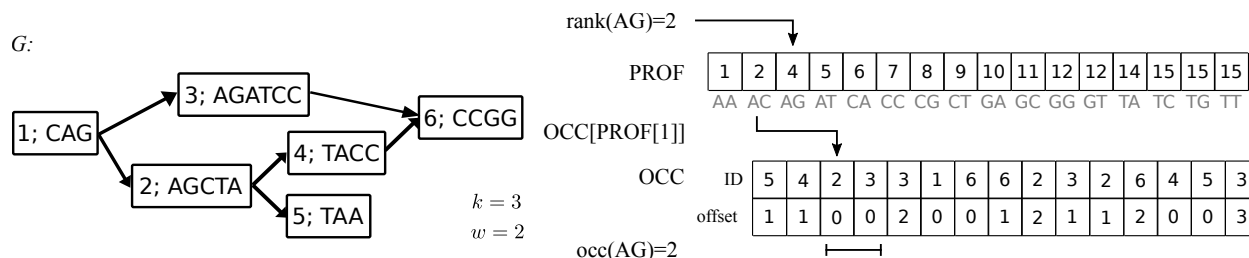 G:
1; CAG
3; AGATCC
2; AGCTA
4; TACC
5; TAA
6; CCGG
k = 3
w = 2
rank(AG)=2
PROF 1 2 4 5 6 7 8 9 10 11 12 12 14 15 15 15
AA AC AG AT CA CC CG CT GA GC GG GT TA TC TG TT
OCC[PROF[1]]
OCC ID 5 4 2 3 3 1 6 6 2 3 2 6 4 5 3
offset 1 1 0 0 2 0 0 1 2 1 1 2 0 0 3
occ(AG)=2